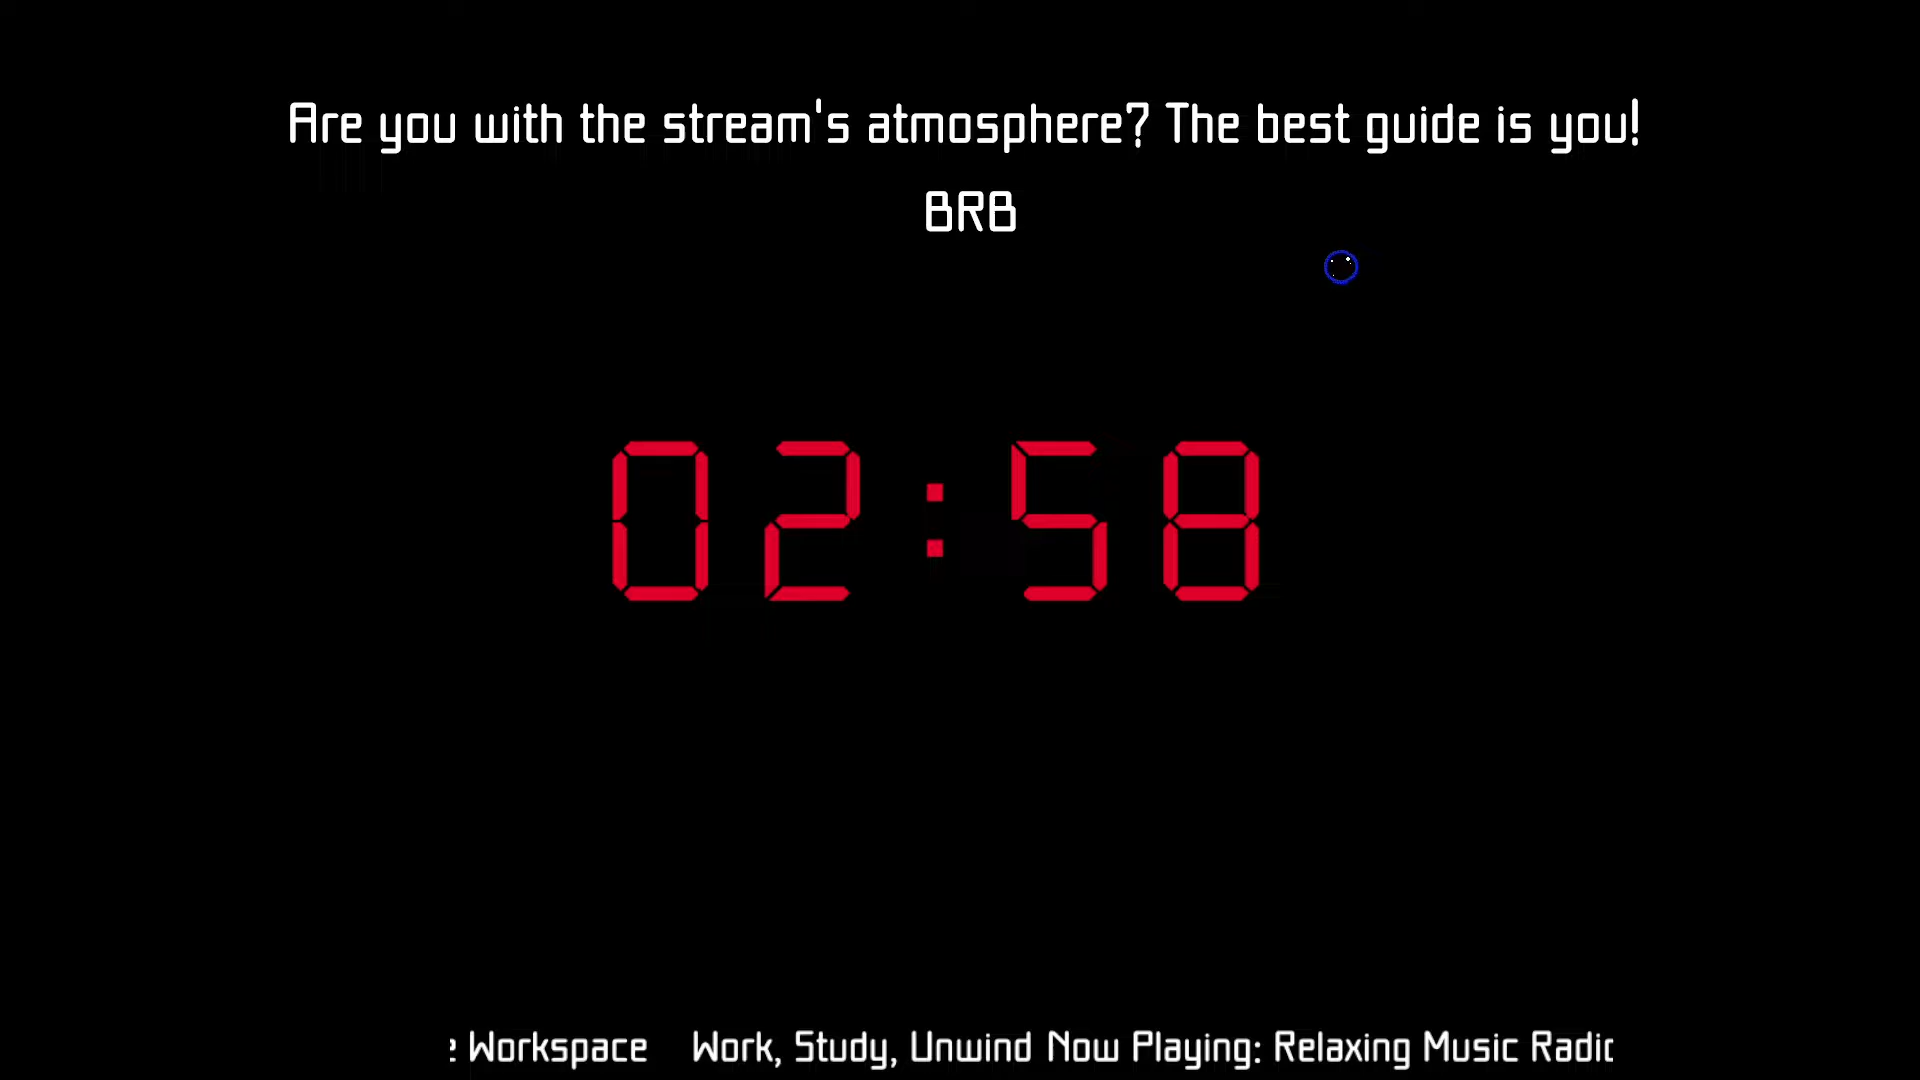 Are you with the stream's atmosphere? The best guide is you!
BRB
02:58
Workspace Work, Study, Unwind Now Playing: Relaxing Music